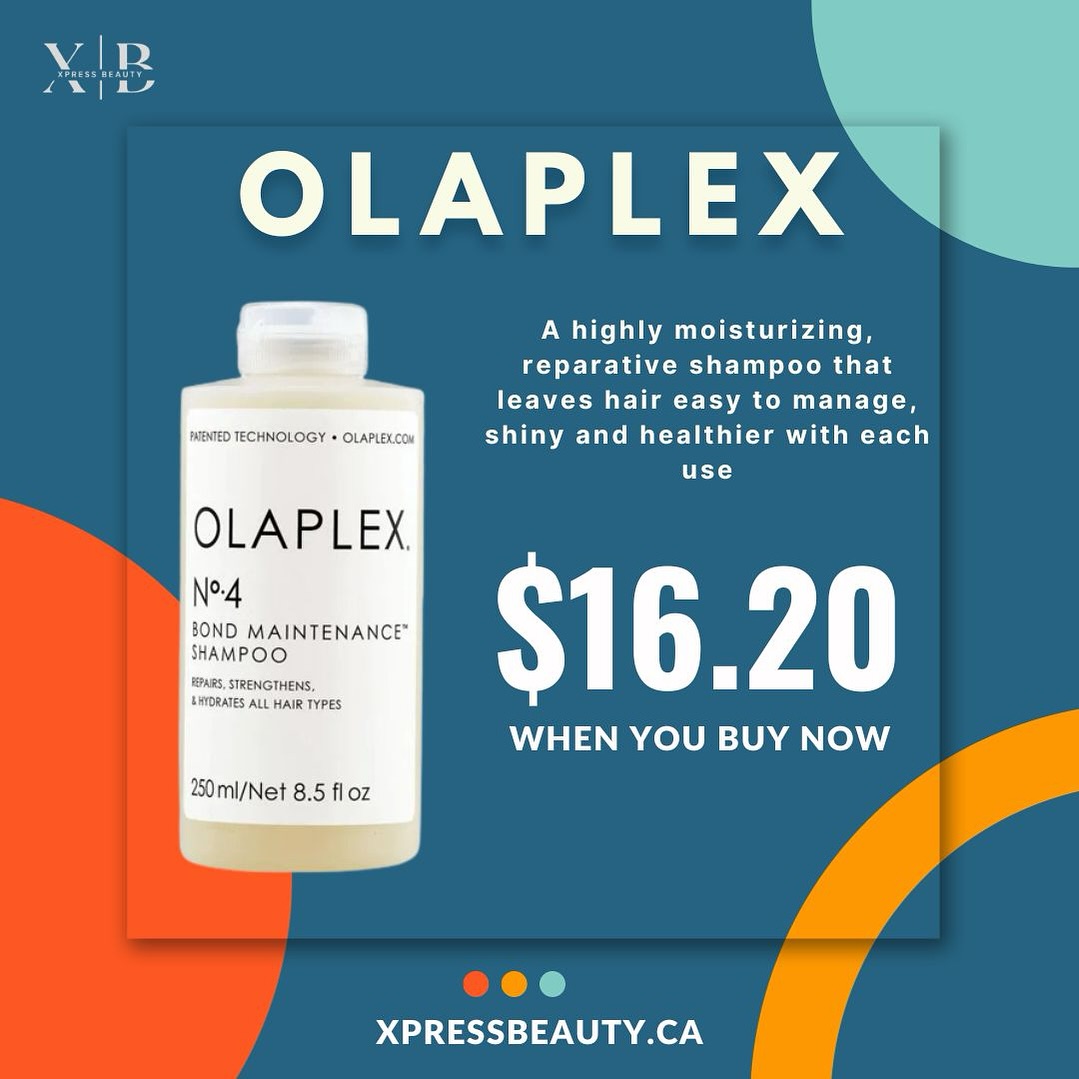 X|B
XPRESS BEAUTY
OLAPLEX
A highly moisturizing,
reparative shampoo that
leaves hair easy to manage,
shiny and healthier with each
use
PATENTED TECHNOLOGY • OLAPLEX.COM
OLAPLEX.
Nº.4
BOND MAINTENANCE™
SHAMPOO
REPAIRS, STRENGTHENS,
& HYDRATES ALL HAIR TYPES
250 ml/Net 8.5 fl oz
$16.20
WHEN YOU BUY NOW
XPRESSBEAUTY.CA